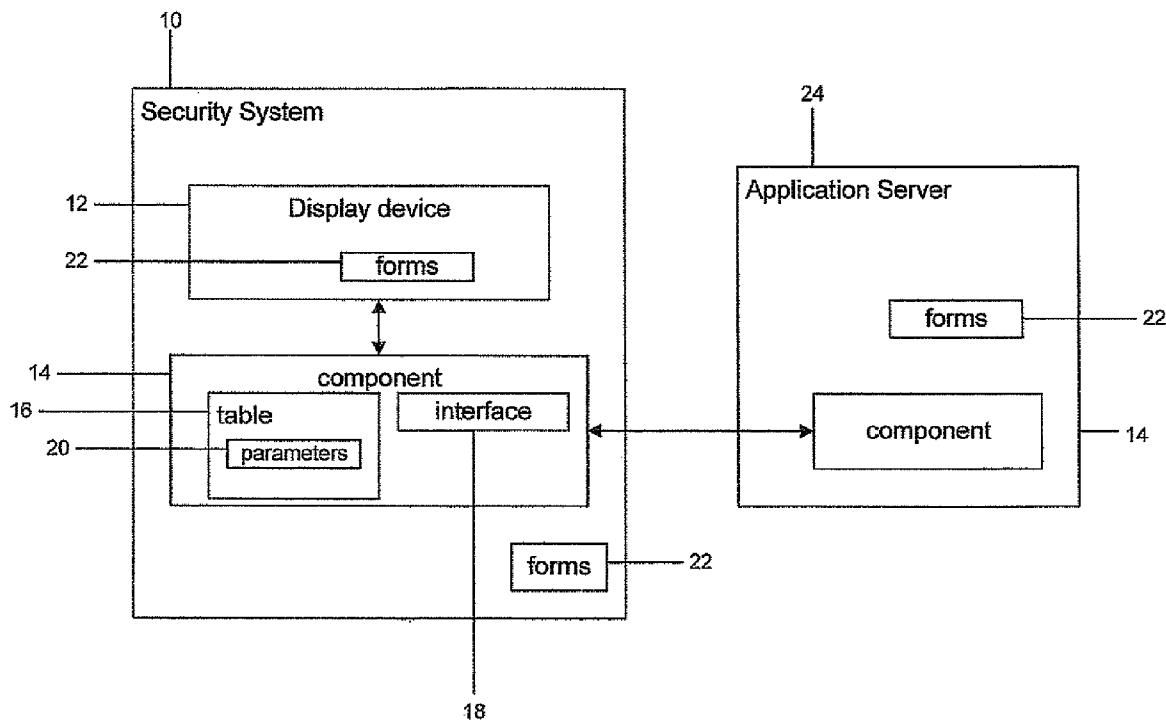 10
Security System
24
Application Server
12
Display device
22
forms
forms
22
14
component
16
table
interface
20
parameters
component
14
forms
22
18